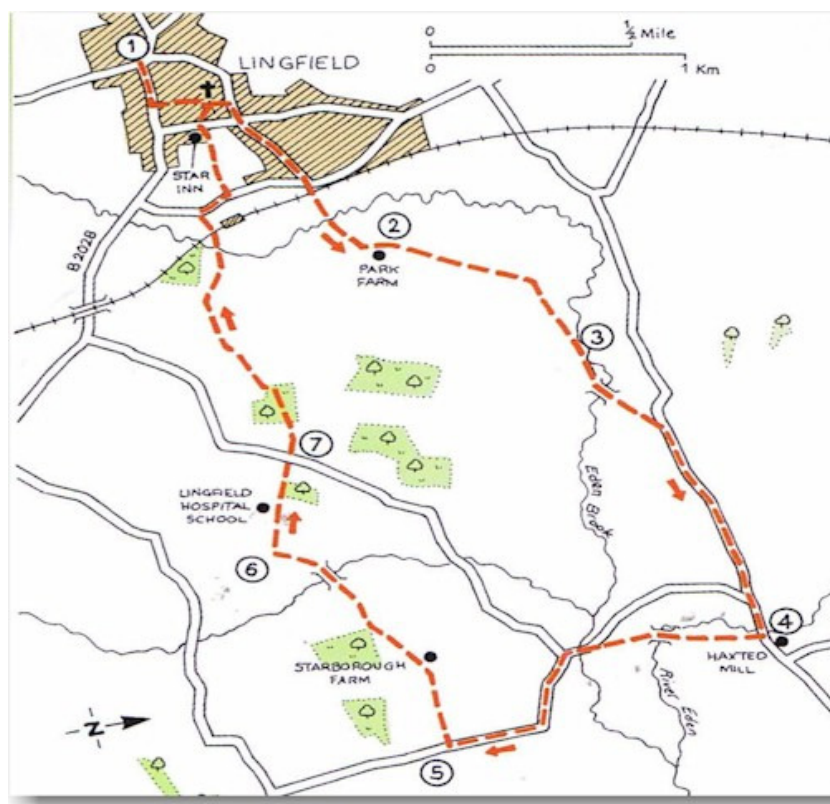 1
LINGFIELD
0
½ Mile
0
1 Km
STAR
INN
B2028
2
PARK
FARM
3
7
LINGFIELD
HOSPITAL
SCHOOL
Eden Brook
6
4
HAXTED
MILL
STARBOROUGH
FARM
River Eden
N
5